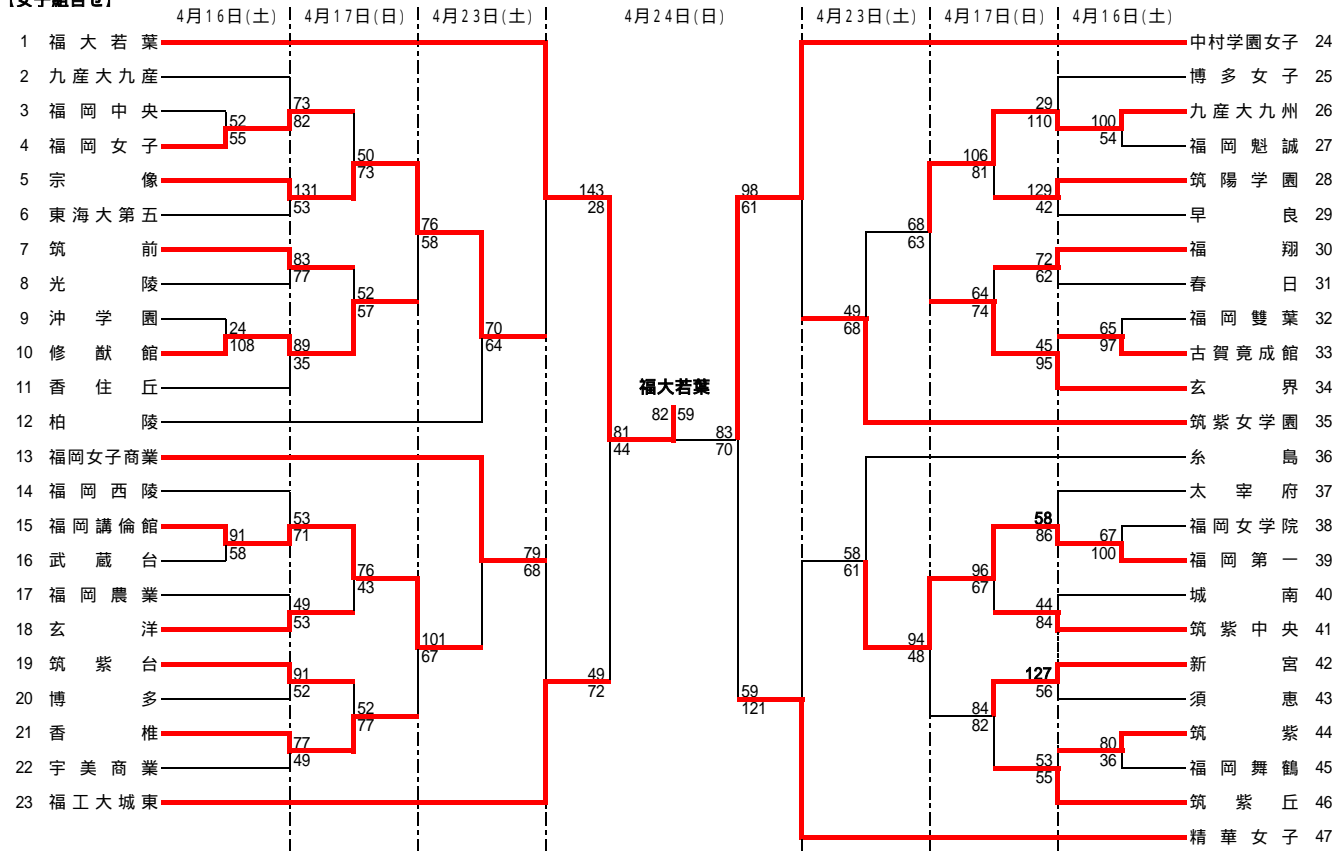 【女子組合せ】
4月16日(土) 4月17日(日) 4月23日(土) 4月24日(日) 4月23日(土) 4月17日(日) 4月16日(土)
1 福大若葉
2 九産大九産
3 福岡中央
4 福岡女子
5 宗像
6 東海大第五
7 筑前
8 光陵
9 沖学園
10 修猷館
11 香住丘
12 柏陵
13 福岡女子商業
14 福岡西陵
15 福岡講倫館
16 武蔵台
17 福岡農業
18 玄洋
19 筑紫台
20 博多
21 香椎
22 宇美商業
23 福工大城東
52
55
24
108
91
58
73
82
131
53
83
77
89
35
53
71
49
53
91
52
77
49
50
73
52
57
76
43
52
77
76
58
101
67
70
64
79
68
143
28
49
72
81
44
福大若葉
82 59
83
70
98
61
59
121
49
68
58
61
68
63
94
48
106
81
64
74
96
67
84
82
29
110
129
42
72
62
45
95
58
86
44
84
127
56
53
55
100
54
65
97
67
100
80
36
中村学園女子 24
博多女子 25
九産大九州 26
福岡魁誠 27
筑陽学園 28
早良 29
福翔 30
春日 31
福岡雙葉 32
古賀竟成館 33
玄界 34
筑紫女学園 35
糸島 36
太宰府 37
福岡女学院 38
福岡第一 39
城南 40
筑紫中央 41
新宮 42
須恵 43
筑紫 44
福岡舞鶴 45
筑紫丘 46
精華女子 47